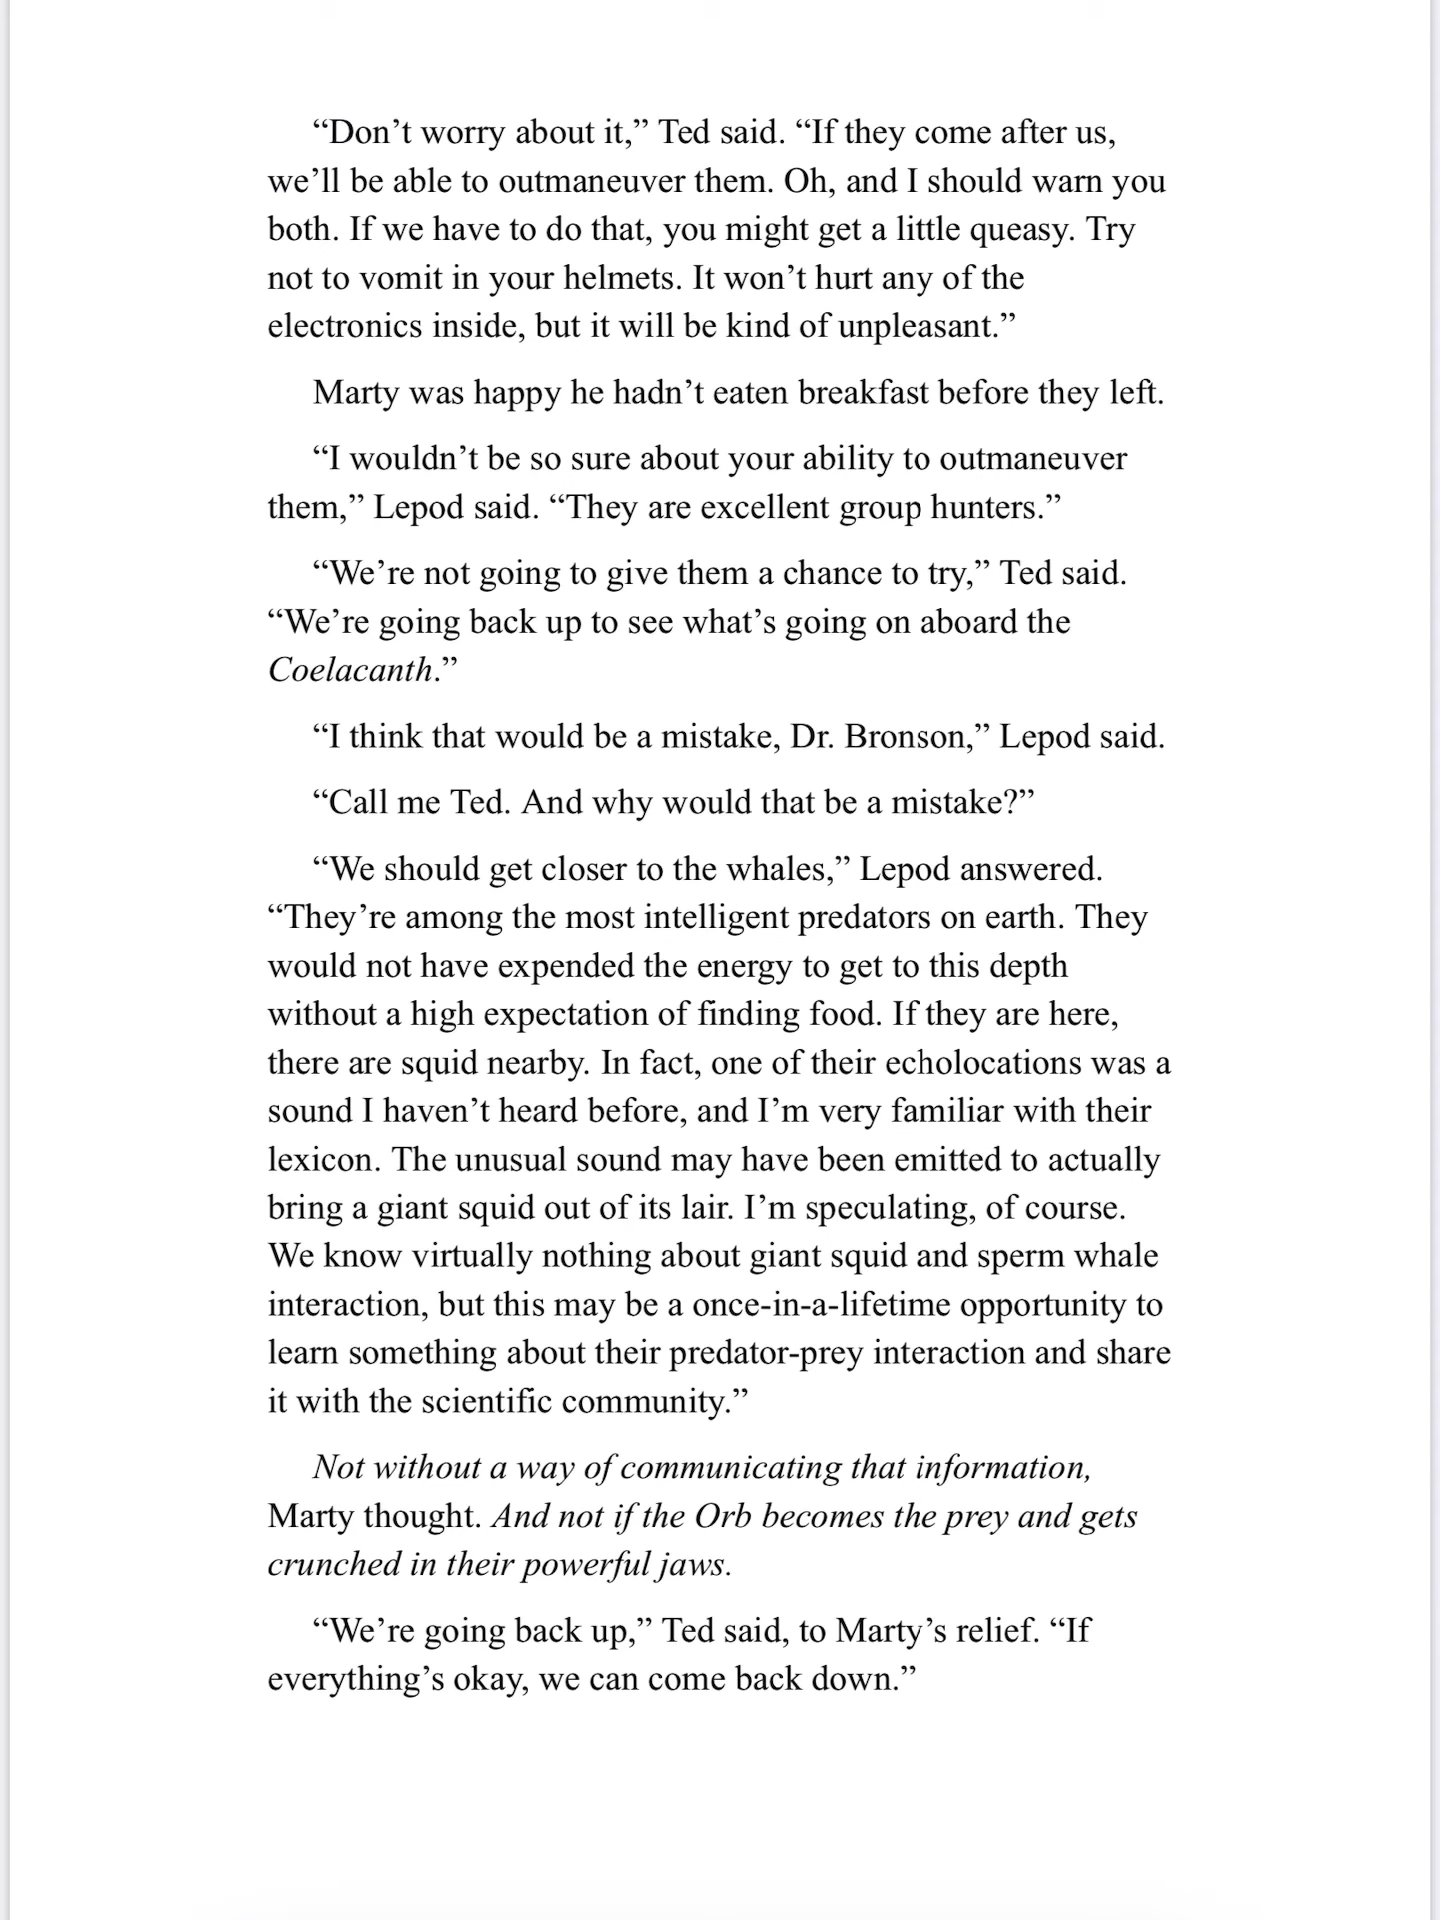 “Don’t worry about it,” Ted said. “If they come after us,
we’ll be able to outmaneuver them. Oh, and I should warn you
both. If we have to do that, you might get a little queasy. Try
not to vomit in your helmets. It won’t hurt any of the
electronics inside, but it will be kind of unpleasant.”
Marty was happy he hadn’t eaten breakfast before they left.
“I wouldn’t be so sure about your ability to outmaneuver
them,” Lepod said. “They are excellent group hunters.”
“We’re not going to give them a chance to try,” Ted said.
“We’re going back up to see what’s going on aboard the
Coelacanth.”
“I think that would be a mistake, Dr. Bronson,” Lepod said.
“Call me Ted. And why would that be a mistake?”
“We should get closer to the whales,” Lepod answered.
“They’re among the most intelligent predators on earth. They
would not have expended the energy to get to this depth
without a high expectation of finding food. If they are here,
there are squid nearby. In fact, one of their echolocations was a
sound I haven’t heard before, and I’m very familiar with their
lexicon. The unusual sound may have been emitted to actually
bring a giant squid out of its lair. I’m speculating, of course.
We know virtually nothing about giant squid and sperm whale
interaction, but this may be a once-in-a-lifetime opportunity to
learn something about their predator-prey interaction and share
it with the scientific community.”
Not without a way of communicating that information,
Marty thought. And not if the Orb becomes the prey and gets
crunched in their powerful jaws.
“We’re going back up,” Ted said, to Marty’s relief. “If
everything’s okay, we can come back down.”